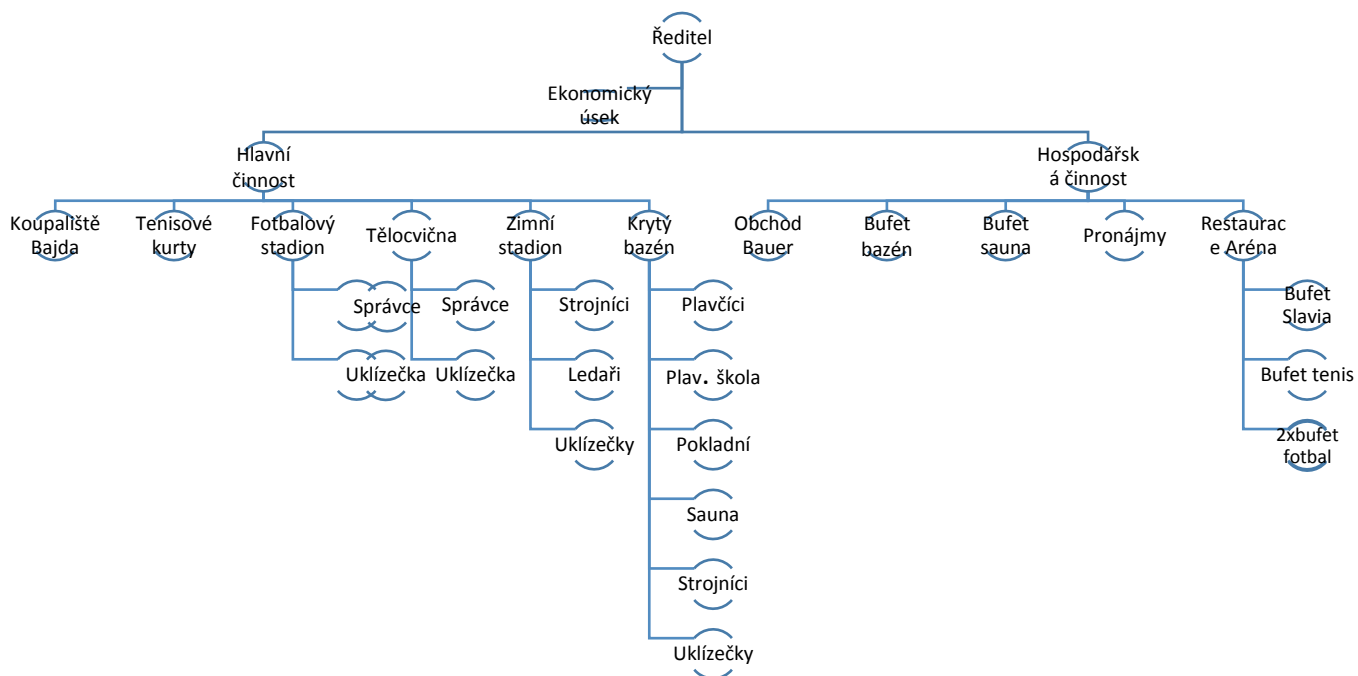 Ředitel
Ekonomický
úsek
Hlavní
činnost
Hospodářsk
á činnost
Koupaliště
Bajda
Tenisové
kurty
Fotbalový
stadion
Tělocvična
Zimní
stadion
Krytý
bazén
Obchod
Bauer
Bufet
bazén
Bufet
sauna
Pronájmy
Restaurac
e Aréna
Správce
Uklízečka
Správce
Uklízečka
Strojníci
Ledaři
Uklízečky
Plavčíci
Plav. škola
Pokladní
Sauna
Strojníci
Uklízečky
Bufet
Slavia
Bufet tenis
2xbufet
fotbal